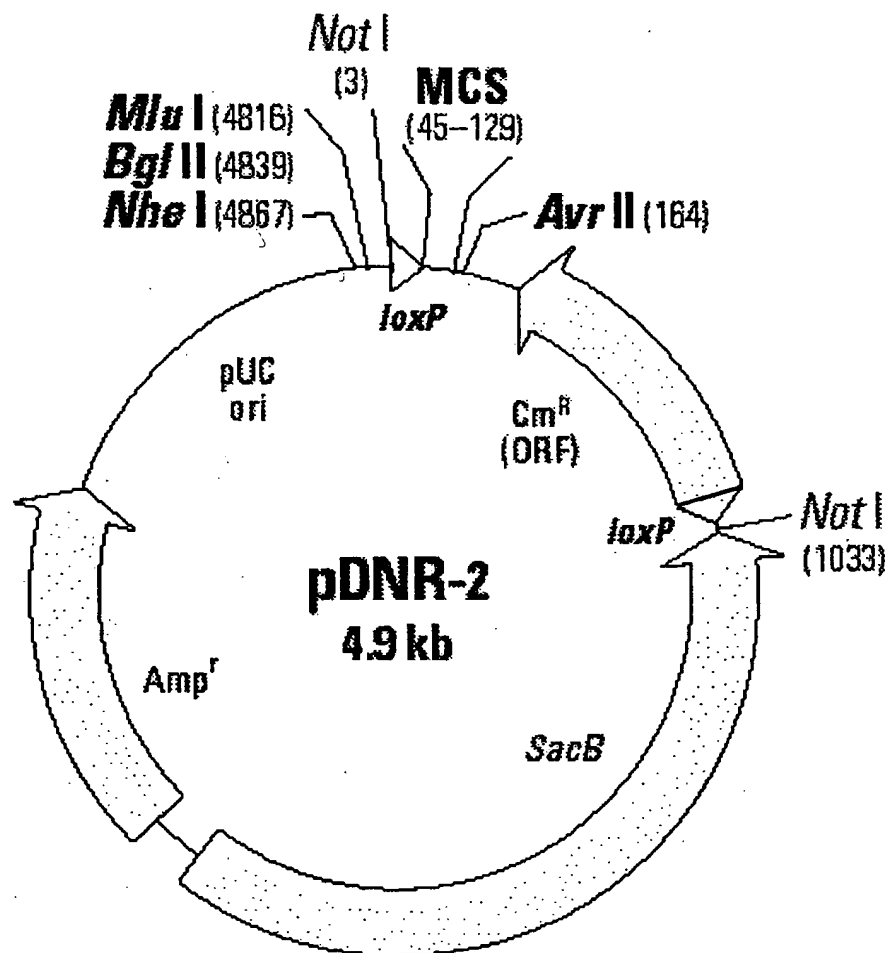 Not I
(3)
MCS
(45–129)
Mlu I (4816)
Bgl II (4839)
Nhe I (4867)
Avr II (164)
loxP
pUC
ori
Cm^R
(ORF)
loxP
Not I
(1033)
pDNR-2
4.9 kb
Amp^r
SacB